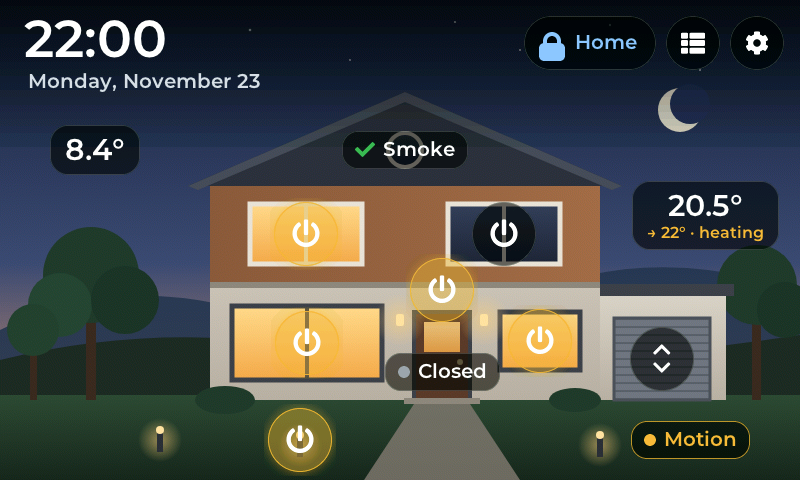 22:00
Home
Monday, November 23
8.4°
Smoke
20.5°
→ 22° · heating
Closed
Motion